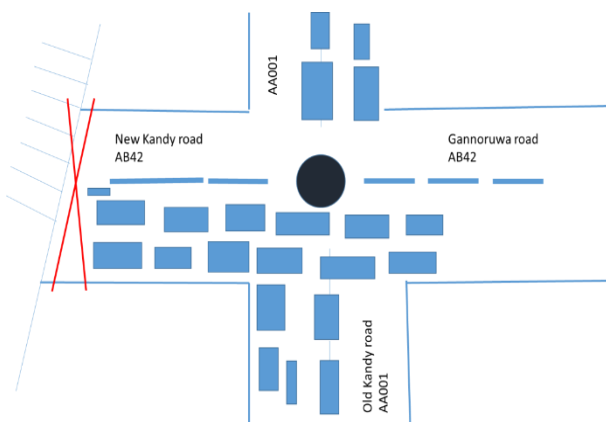 AA001
New Kandy road
AB42
Gannoruwa road
AB42
Old Kandy road
AA001